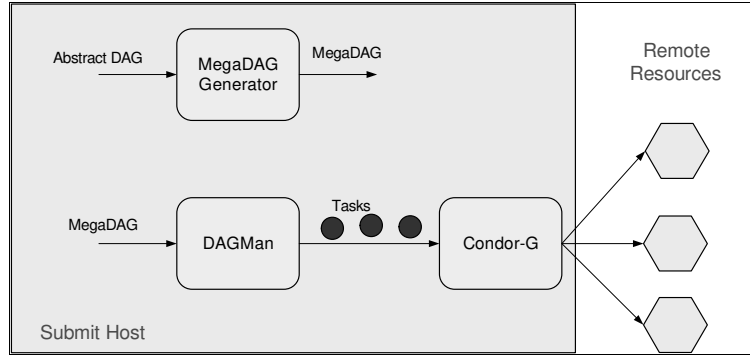 Abstract DAG
MegaDAG
Generator
MegaDAG
Remote
Resources
MegaDAG
DAGMan
Tasks
Condor-G
Submit Host